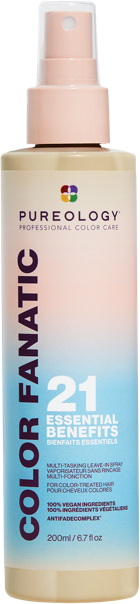 PUREOLOGY®
PROFESSIONAL COLOR CARE
COLOR FANATIC
21
ESSENTIAL
BENEFITS
BIENFAITS ESSENTIELS
MULTI-TASKING LEAVE-IN SPRAY
VAPORISATEUR SANS RINÇAGE
MULTI-FONCTION
FOR COLOR-TREATED HAIR
POUR CHEVEUX COLORÉS
100% VEGAN INGREDIENTS
100% INGRÉDIENTS VÉGALIENS
ANTIFADECOMPLEX®
200ml / 6.7 fl oz